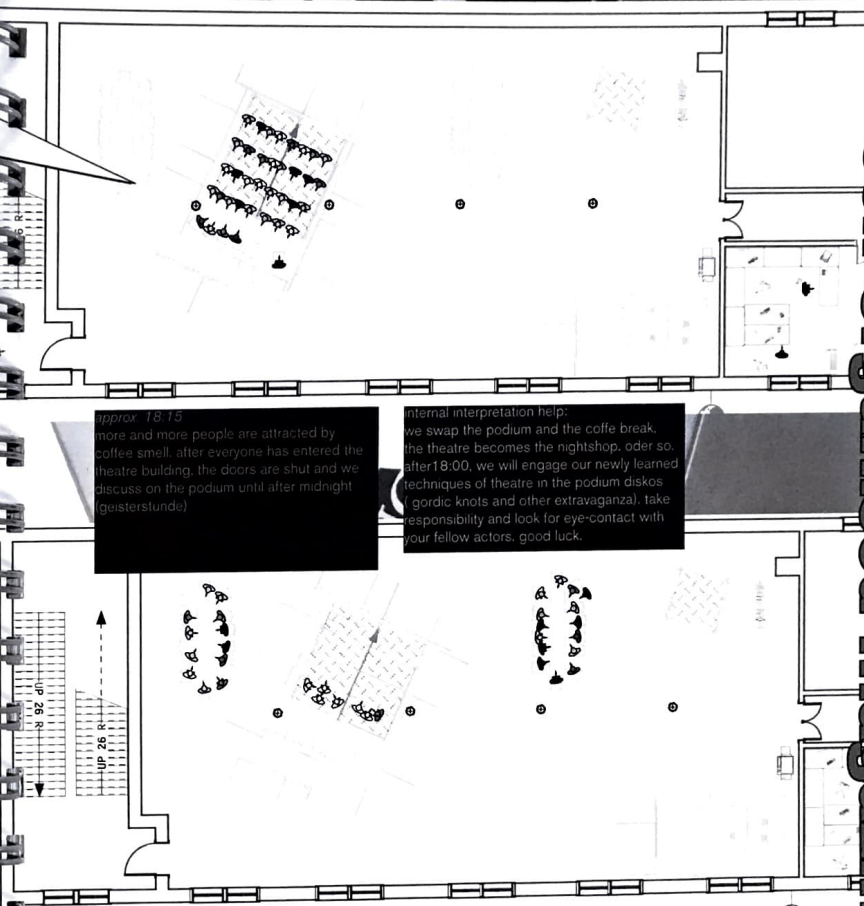 6 R
approx 18.15
more and more people are attracted by
coffee smell. after everyone has entered the
theatre building, the doors are shut and we
discuss on the podium until after midnight
(geisterstunde)
internal interpretation help:
we swap the podium and the coffe break.
the theatre becomes the nightshop. oder so.
after18:00, we will engage our newly learned
techniques of theatre in the podium diskos
( gordic knots and other extravaganza). take
responsibility and look for eye-contact with
your fellow actors. good luck.
UP 26 R
UP 26 R